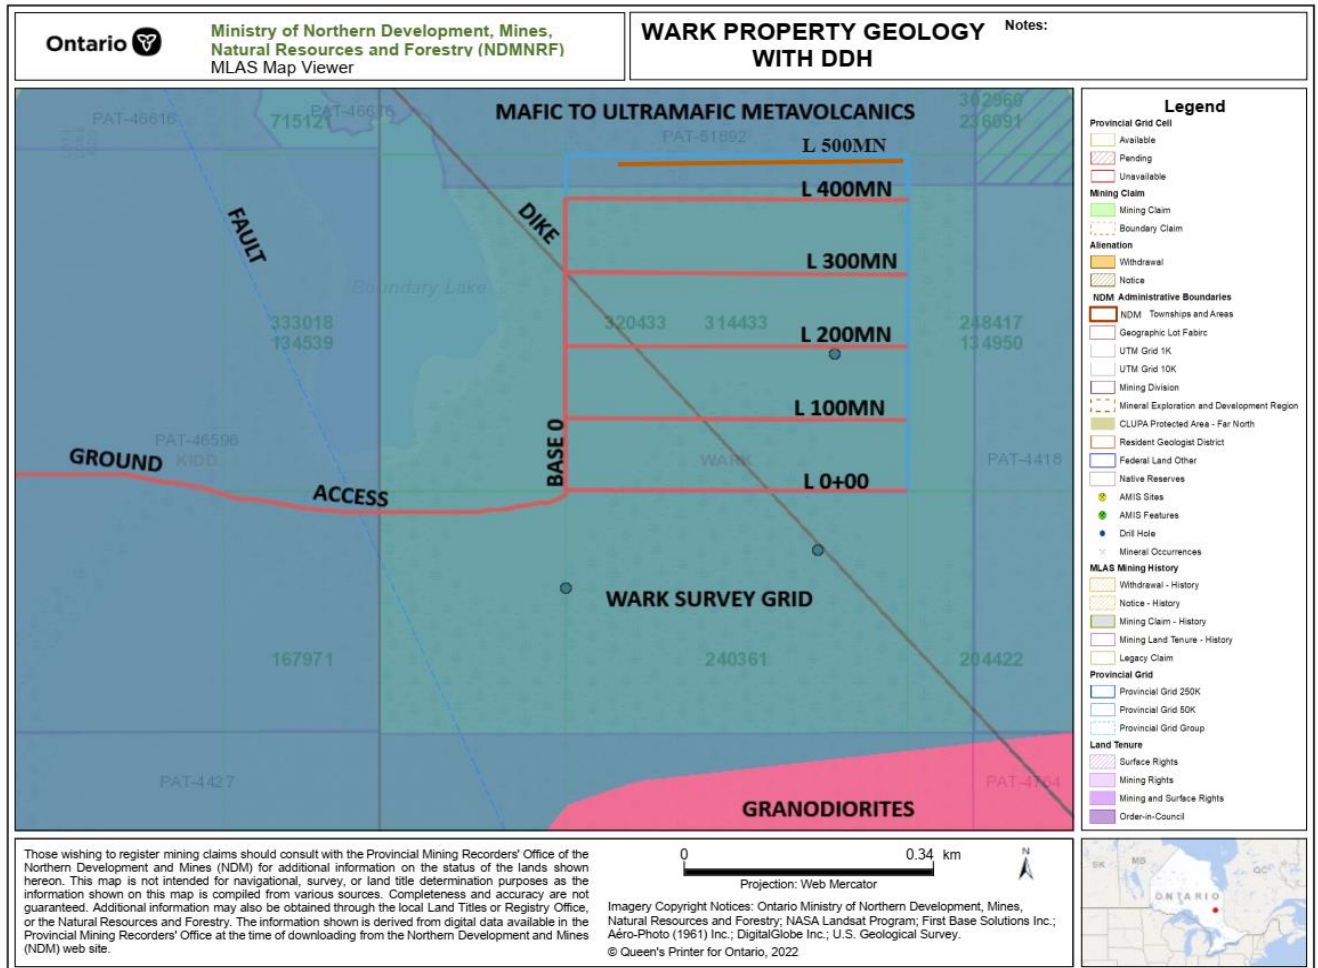 Ontario
Ministry of Northern Development, Mines,
Natural Resources and Forestry (NDMNRF)
MLAS Map Viewer
WARK PROPERTY GEOLOGY
WITH DDH
Notes:
MAFIC TO ULTRAMAFIC METAVOLCANICS
PAT-46616
PAT-46616
715121
PAT-51892
302960
236091
L 500MN
L 400MN
FAULT
DIKE
L 300MN
Boundary Lake
333018
134539
320433
314433
248417
134950
L 200MN
L 100MN
PAT-46596
KIDD
WARK
PAT-4418
GROUND
ACCESS
BASE 0
L 0+00
WARK SURVEY GRID
167971
240361
204422
PAT-4427
PAT-4764
GRANODIORITES
Legend
Provincial Grid Cell
Available
Pending
Unavailable
Mining Claim
Mining Claim
Boundary Claim
Alienation
Withdrawal
Notice
NDM Administrative Boundaries
NDM Townships and Areas
Geographic Lot Fabirc
UTM Grid 1K
UTM Grid 10K
Mining Division
Mineral Exploration and Development Region
CLUPA Protected Area - Far North
Resident Geologist District
Federal Land Other
Native Reserves
AMIS Sites
AMIS Features
Drill Hole
Mineral Occurrences
MLAS Mining History
Withdrawal - History
Notice - History
Mining Claim - History
Mining Land Tenure - History
Legacy Claim
Provincial Grid
Provincial Grid 250K
Provincial Grid 50K
Provincial Grid Group
Land Tenure
Surface Rights
Mining Rights
Mining and Surface Rights
Order-in-Council
Those wishing to register mining claims should consult with the Provincial Mining Recorders' Office of the
Northern Development and Mines (NDM) for additional information on the status of the lands shown
hereon. This map is not intended for navigational, survey, or land title determination purposes as the
information shown on this map is compiled from various sources. Completeness and accuracy are not
guaranteed. Additional information may also be obtained through the local Land Titles or Registry Office,
or the Natural Resources and Forestry. The information shown is derived from digital data available in the
Provincial Mining Recorders' Office at the time of downloading from the Northern Development and Mines
(NDM) web site.
0
0.34 km
N
Projection: Web Mercator
Imagery Copyright Notices: Ontario Ministry of Northern Development, Mines,
Natural Resources and Forestry; NASA Landsat Program; First Base Solutions Inc.;
Aéro-Photo (1961) Inc.; DigitalGlobe Inc.; U.S. Geological Survey.
© Queen's Printer for Ontario, 2022
SK
MB
ONTARIO
QC